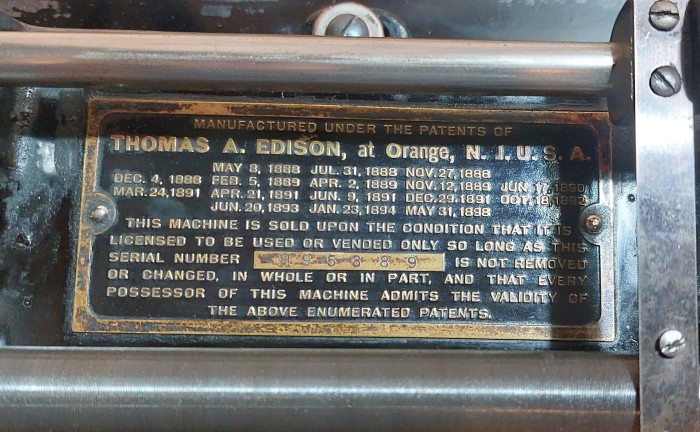 MANUFACTURED UNDER THE PATENTS OF
THOMAS A. EDISON, at Orange, N. J. U. S. A.
MAY 8, 1888 JUL. 31, 1888 NOV. 27, 1888
DEC. 4, 1888 FEB. 5, 1889 APR. 2, 1889 NOV. 12, 1889 JUN. 17, 1890
MAR. 24, 1891 APR. 21, 1891 JUN. 9, 1891 DEC. 29, 1891 OCT. 18, 1892
JUN. 20, 1893 JAN. 23, 1894 MAY 31, 1898
THIS MACHINE IS SOLD UPON THE CONDITION THAT IT IS
LICENSED TO BE USED OR VENDED ONLY SO LONG AS THIS
SERIAL NUMBER IS NOT REMOVED
OR CHANGED, IN WHOLE OR IN PART, AND THAT EVERY
POSSESSOR OF THIS MACHINE ADMITS THE VALIDITY OF
THE ABOVE ENUMERATED PATENTS.